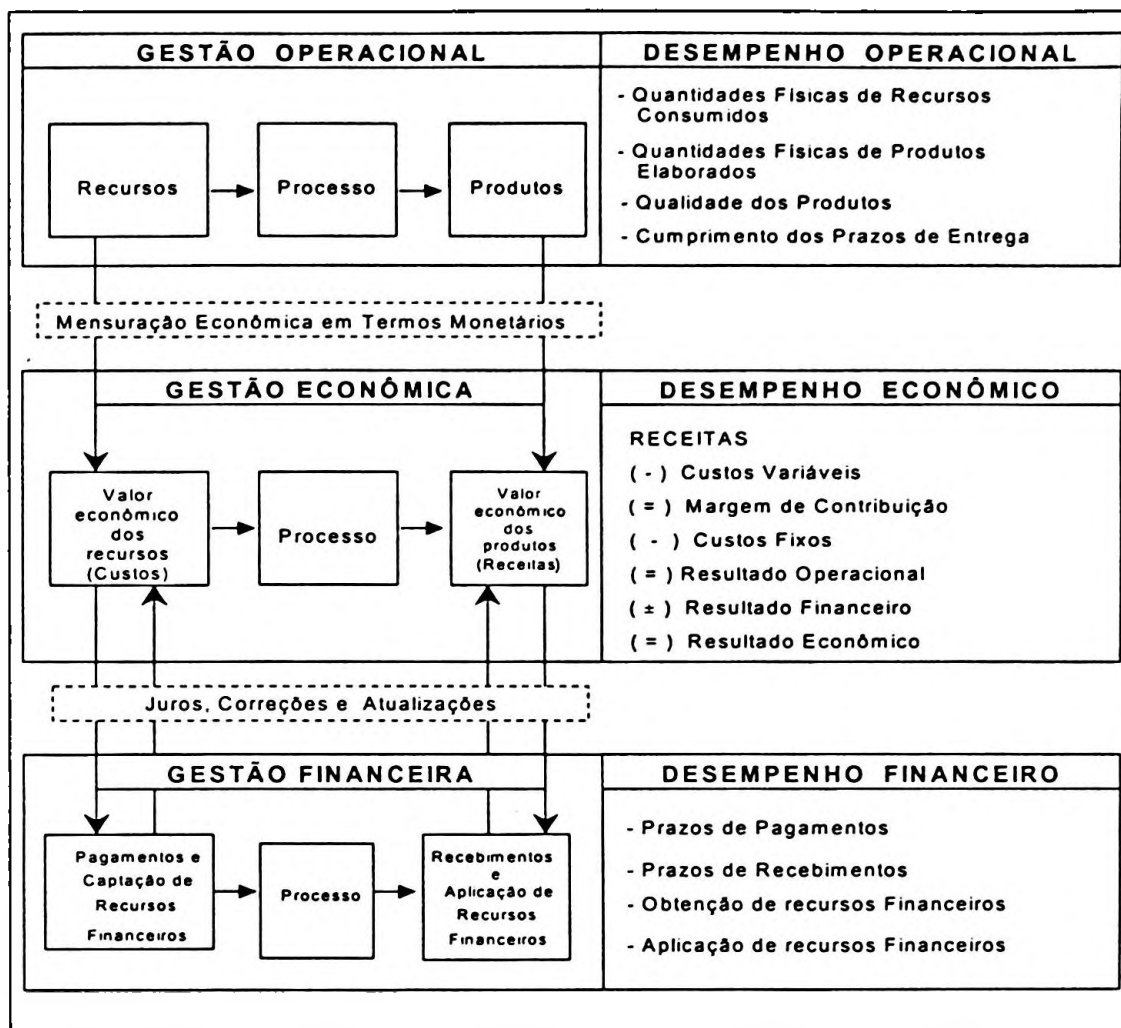 GESTÃO OPERACIONAL
DESEMPENHO OPERACIONAL
Recursos
Processo
Produtos
- Quantidades Físicas de Recursos
Consumidos
- Quantidades Físicas de Produtos
Elaborados
- Qualidade dos Produtos
- Cumprimento dos Prazos de Entrega
Mensuração Econômica em Termos Monetários
GESTÃO ECONÔMICA
DESEMPENHO ECONÔMICO
Valor
econômico
dos
recursos
(Custos)
Processo
Valor
econômico
dos
produtos
(Receitas)
RECEITAS
( - ) Custos Variáveis
( = ) Margem de Contribuição
( - ) Custos Fixos
( = ) Resultado Operacional
( ± ) Resultado Financeiro
( = ) Resultado Econômico
Juros, Correções e Atualizações
GESTÃO FINANCEIRA
DESEMPENHO FINANCEIRO
Pagamentos e
Captação de
Recursos
Financeiros
Processo
Recebimentos
e
Aplicação de
Recursos
Financeiros
- Prazos de Pagamentos
- Prazos de Recebimentos
- Obtenção de recursos Financeiros
- Aplicação de recursos Financeiros